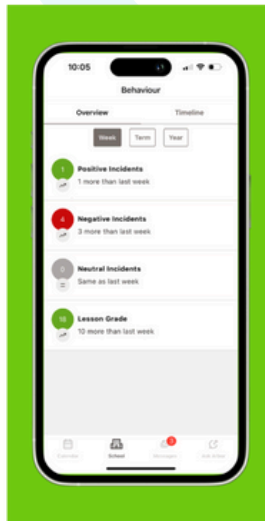 10:05
Behaviour
Overview Timeline
Week Term Year
1 Positive Incidents
1 more than last week
4 Negative Incidents
3 more than last week
0 Neutral Incidents
Same as last week
18 Lesson Grade
10 more than last week
3
School Messages